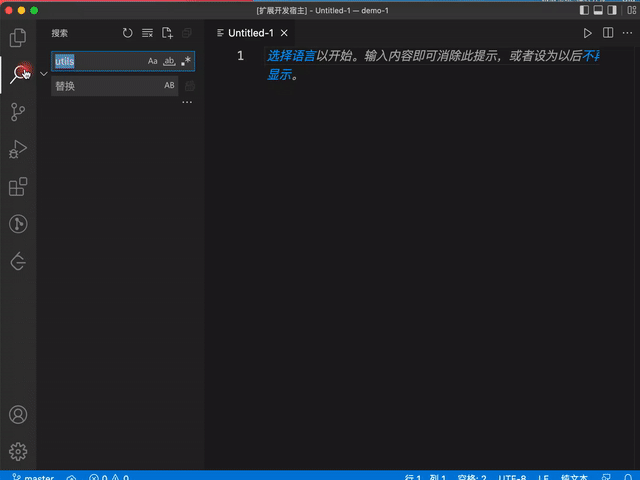 [扩展开发宿主] - Untitled-1 — demo-1
搜索
Untitled-1
utils
Aa
ab
替换
AB
1
选择语言以开始。输入内容即可消除此提示，或者设为以后不再
显示。
master
0
0
行 1，列 1
空格: 2
UTF-8
LF
纯文本